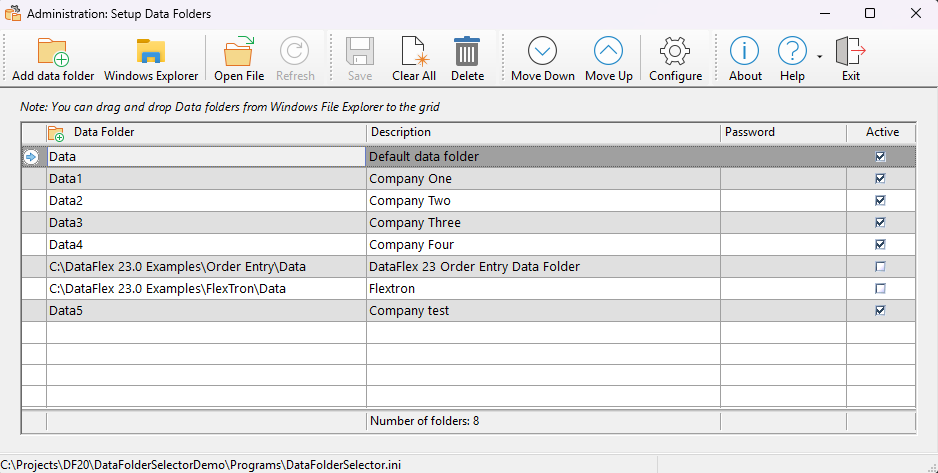 Administration: Setup Data Folders
Add data folder Windows Explorer Open File Refresh Save Clear All Delete Move Down Move Up Configure About Help Exit
Note: You can drag and drop Data folders from Windows File Explorer to the grid
Data Folder Description Password Active
Data Default data folder
Data1 Company One
Data2 Company Two
Data3 Company Three
Data4 Company Four
C:\DataFlex 23.0 Examples\Order Entry\Data DataFlex 23 Order Entry Data Folder
C:\DataFlex 23.0 Examples\FlexTron\Data Flextron
Data5 Company test
Number of folders: 8
C:\Projects\DF20\DataFolderSelectorDemo\Programs\DataFolderSelector.ini